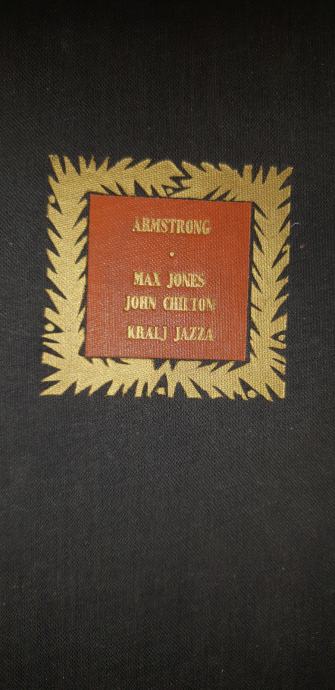 ARMSTRONG
•
MAX JONES
JOHN CHILTON
KRALJ JAZZA